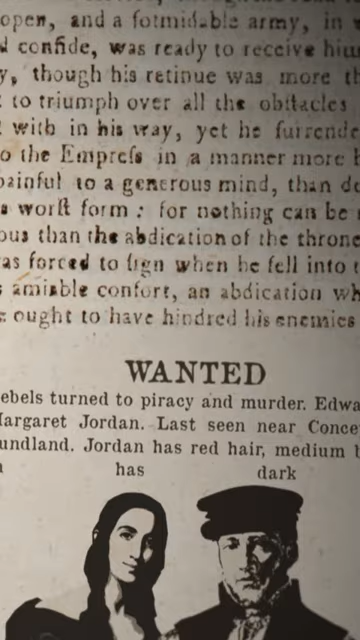 open, and a fotmidable army, in
confide, was ready to receive him
though his retinue was more th
to triumph over all the obſtacles
with in his way, yet he ſurrende
o the Empreſs in a manner more
painful to a generous mind, than de
worſt form : for nothing can be
ous than the abdication of the throne
as forced to ſign when he fell into t
amiable conſort, an abdication wh
ought to have hindred his enemies
WANTED
ebels turned to piracy and murder. Edwa
Margaret Jordan. Last seen near Conce
undland. Jordan has red hair, medium b
has dark